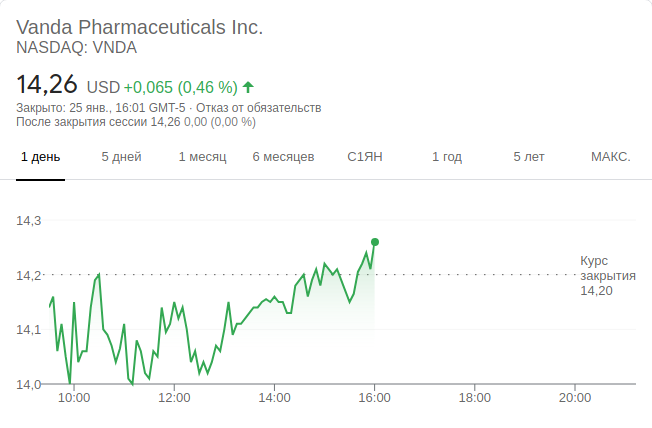 Vanda Pharmaceuticals Inc.
NASDAQ: VNDA
14,26 USD +0,065 (0,46 %)
Закрыто: 25 янв., 16:01 GMT-5 · Отказ от обязательств
После закрытия сессии 14,26 0,00 (0,00 %)
1 день 5 дней 1 месяц 6 месяцев С1ЯН 1 год 5 лет МАКС.
14,3
Курс
14,2 закрытия
14,20
14,1
14,0
10:00 12:00 14:00 16:00 18:00 20:00